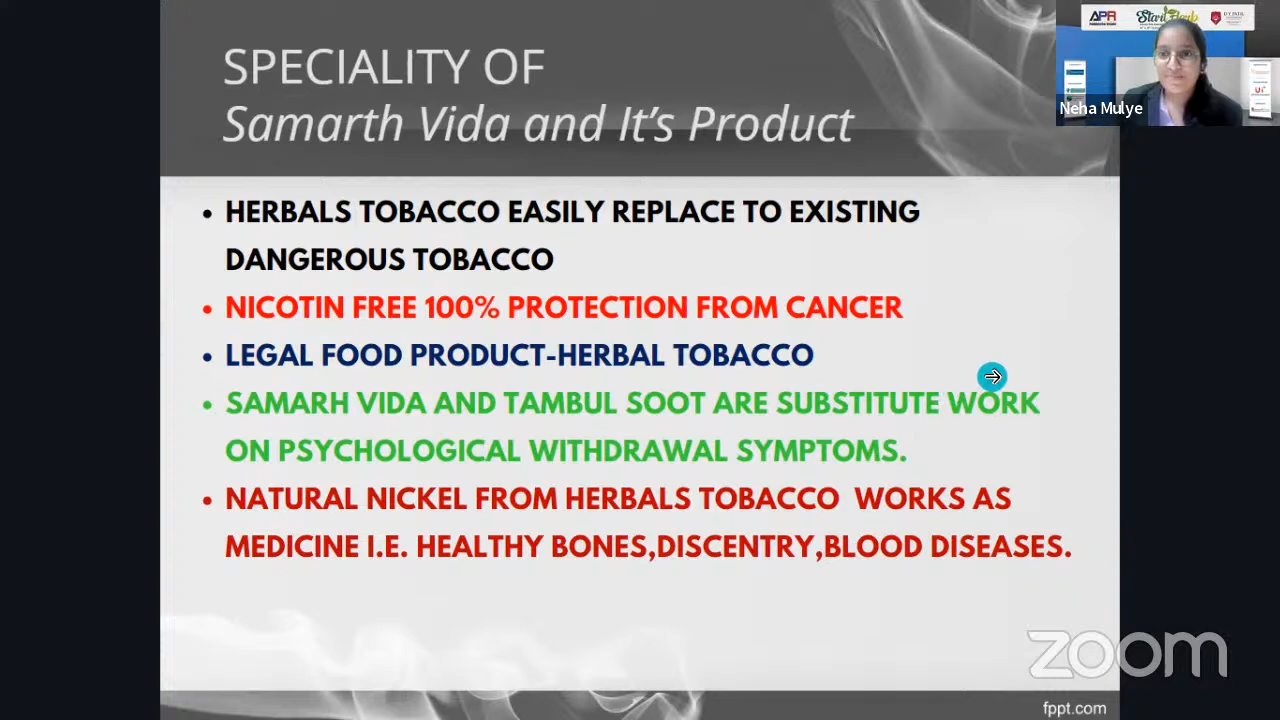 SPECIALITY OF
Samarth Vida and It's Product
APR
Neha Mulye
• HERBALS TOBACCO EASILY REPLACE TO EXISTING
DANGEROUS TOBACCO
• NICOTIN FREE 100% PROTECTION FROM CANCER
• LEGAL FOOD PRODUCT-HERBAL TOBACCO
• SAMARH VIDA AND TAMBUL SOOT ARE SUBSTITUTE WORK
ON PSYCHOLOGICAL WITHDRAWAL SYMPTOMS.
• NATURAL NICKEL FROM HERBALS TOBACCO WORKS AS
MEDICINE I.E. HEALTHY BONES,DISCENTRY,BLOOD DISEASES.
zoom
fppt.com